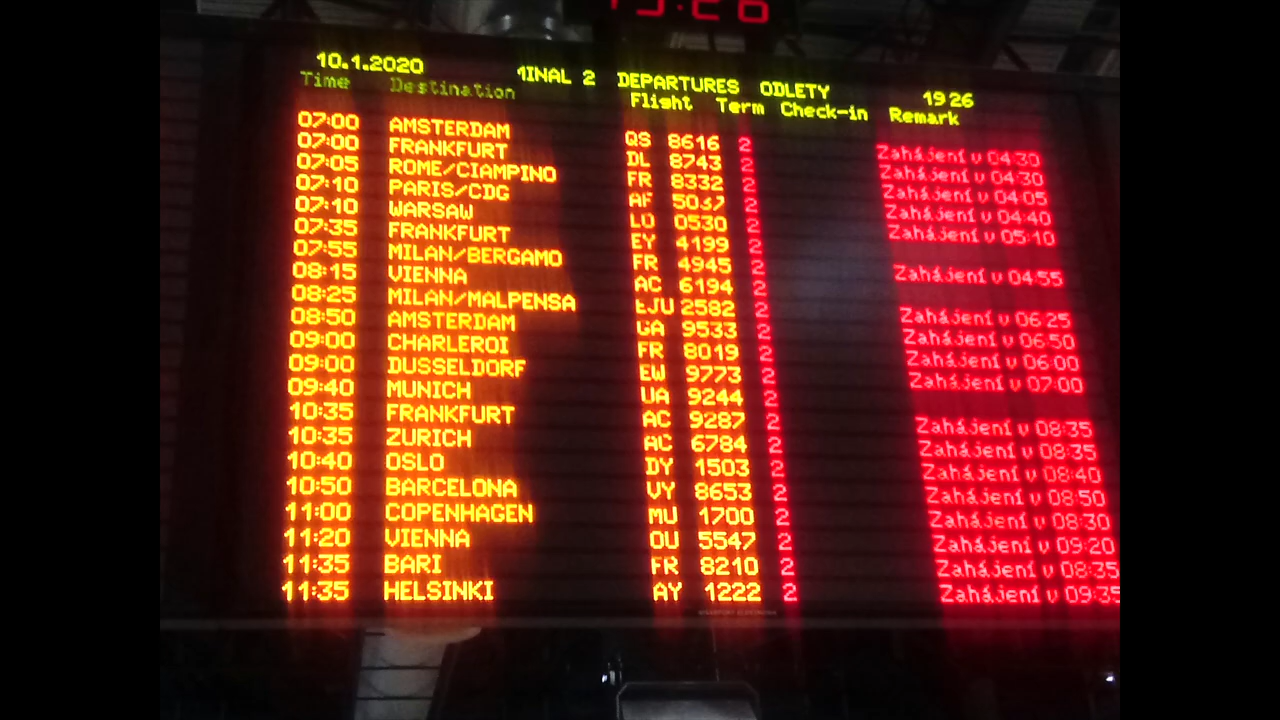 10.1.2020 MINAL 2 DEPARTURES ODLETY 19 26
Time Destination Flight Term Check-in Remark
07:00 AMSTERDAM QS 8616 2 Zahájení v 04:30
07:00 FRANKFURT DL 8743 2 Zahájení v 04:30
07:05 ROME/CIAMPINO FR 8332 2 Zahájení v 04:05
07:10 PARIS/CDG AF 5037 2 Zahájení v 04:40
07:10 WARSAW LO 0530 2 Zahájení v 05:10
07:35 FRANKFURT EY 4199 2
07:55 MILAN/BERGAMO FR 4945 2 Zahájení v 04:55
08:15 VIENNA AC 6194 2
08:25 MILAN/MALPENSA EJU 2582 2 Zahájení v 06:25
08:50 AMSTERDAM GA 9533 2 Zahájení v 06:50
09:00 CHARLEROI FR 8019 2 Zahájení v 06:00
09:00 DUSSELDORF EW 9773 2 Zahájení v 07:00
09:40 MUNICH UA 9244 2
10:35 FRANKFURT AC 9287 2 Zahájení v 08:35
10:35 ZURICH AC 6784 2 Zahájení v 08:35
10:40 OSLO DY 1503 2 Zahájení v 08:40
10:50 BARCELONA VY 8653 2 Zahájení v 08:50
11:00 COPENHAGEN MU 1700 2 Zahájení v 08:30
11:20 VIENNA OU 5547 2 Zahájení v 09:20
11:35 BARI FR 8210 2 Zahájení v 08:35
11:35 HELSINKI AY 1222 2 Zahájení v 09:35